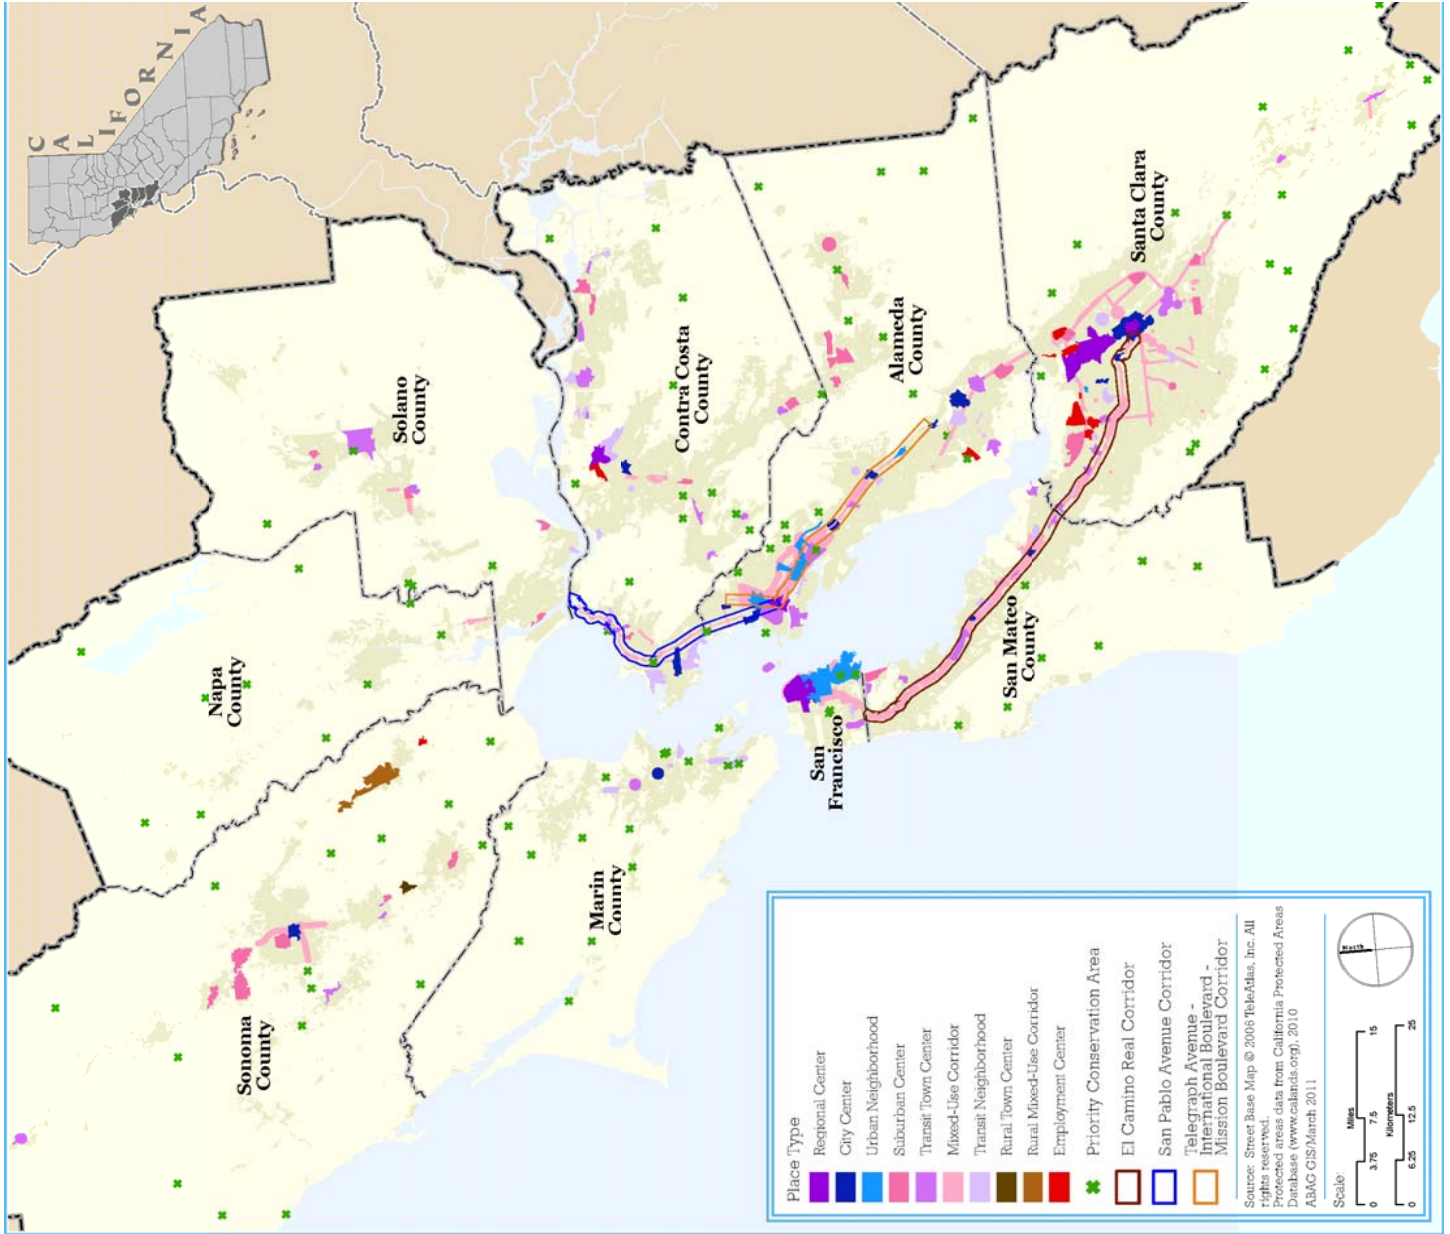 CALIFORNIA
Solano
County
Napa
County
Contra Costa
County
Alameda
County
Santa Clara
County
Sonoma
County
Marin
County
San
Francisco
San Mateo
County
Place Type
Regional Center
City Center
Urban Neighborhood
Suburban Center
Transit Town Center
Mixed-Use Corridor
Transit Neighborhood
Rural Town Center
Rural Mixed-Use Corridor
Employment Center
Priority Conservation Area
El Camino Real Corridor
San Pablo Avenue Corridor
Telegraph Avenue -
International Boulevard -
Mission Boulevard Corridor
Source: Street Base Map © 2006 TeleAtlas, Inc. All
rights reserved.
Protected areas data from California Protected Areas
Database (www.calands.org), 2010
ABAG GIS/March 2011
Scale:
Miles
0 3.75 7.5 15
Kilometers
0 6.25 12.5 25
North